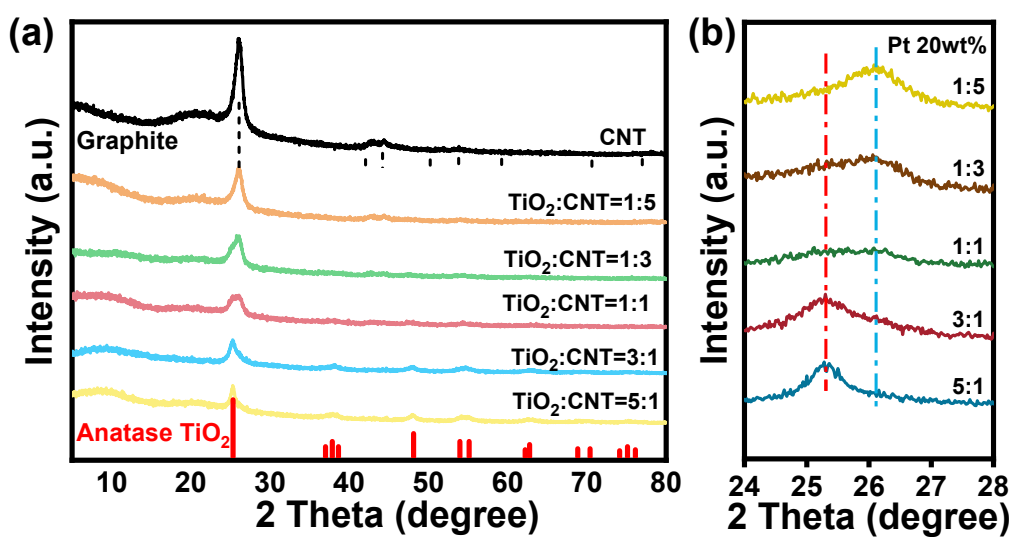 (a)
Intensity (a.u.)
Graphite
CNT
TiO2:CNT=1:5
TiO2:CNT=1:3
TiO2:CNT=1:1
TiO2:CNT=3:1
TiO2:CNT=5:1
Anatase TiO2
10 20 30 40 50 60 70 80
2 Theta (degree)
(b)
Intensity (a.u.)
Pt 20wt%
1:5
1:3
1:1
3:1
5:1
24 25 26 27 28
2 Theta (degree)